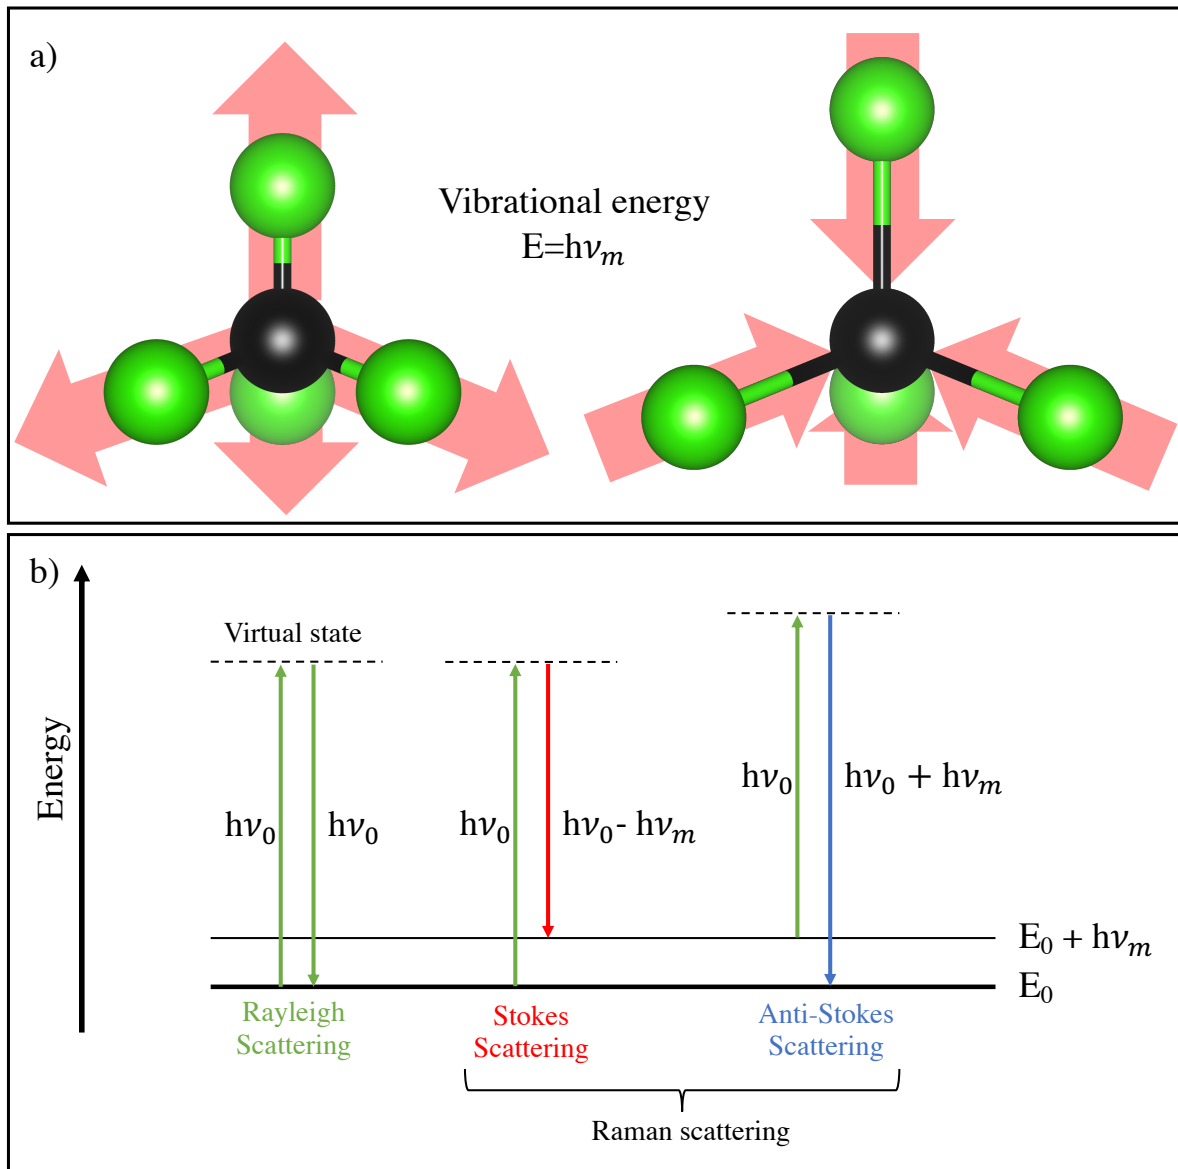 a)
Vibrational energy
E=hν𝑚
b)
Energy
Virtual state
hν₀
hν₀
hν₀
hν₀- hν𝑚
hν₀
hν₀ + hν𝑚
E₀ + hν𝑚
E₀
Rayleigh
Scattering
Stokes
Scattering
Anti-Stokes
Scattering
Raman scattering